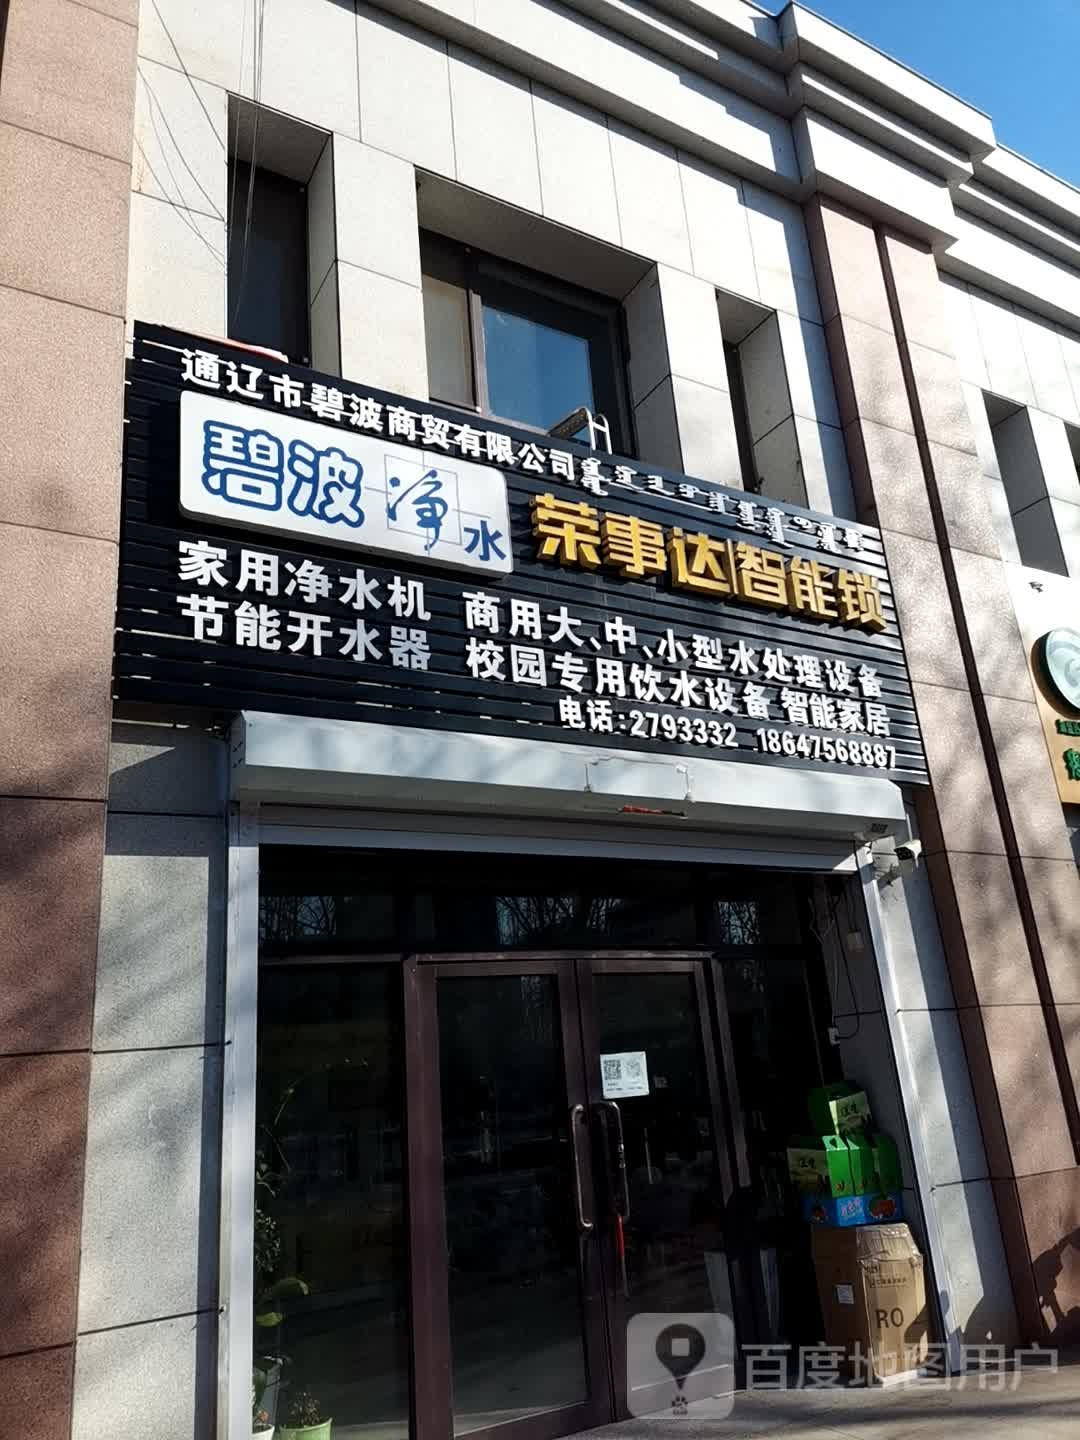 通辽市碧波商贸有限公司
碧波净水
荣事达|智能锁
家用净水机 商用大、中、小型水处理设备
节能开水器 校园专用饮水设备 智能家居
电话:2793332 18647568887
RO
百度地图用户